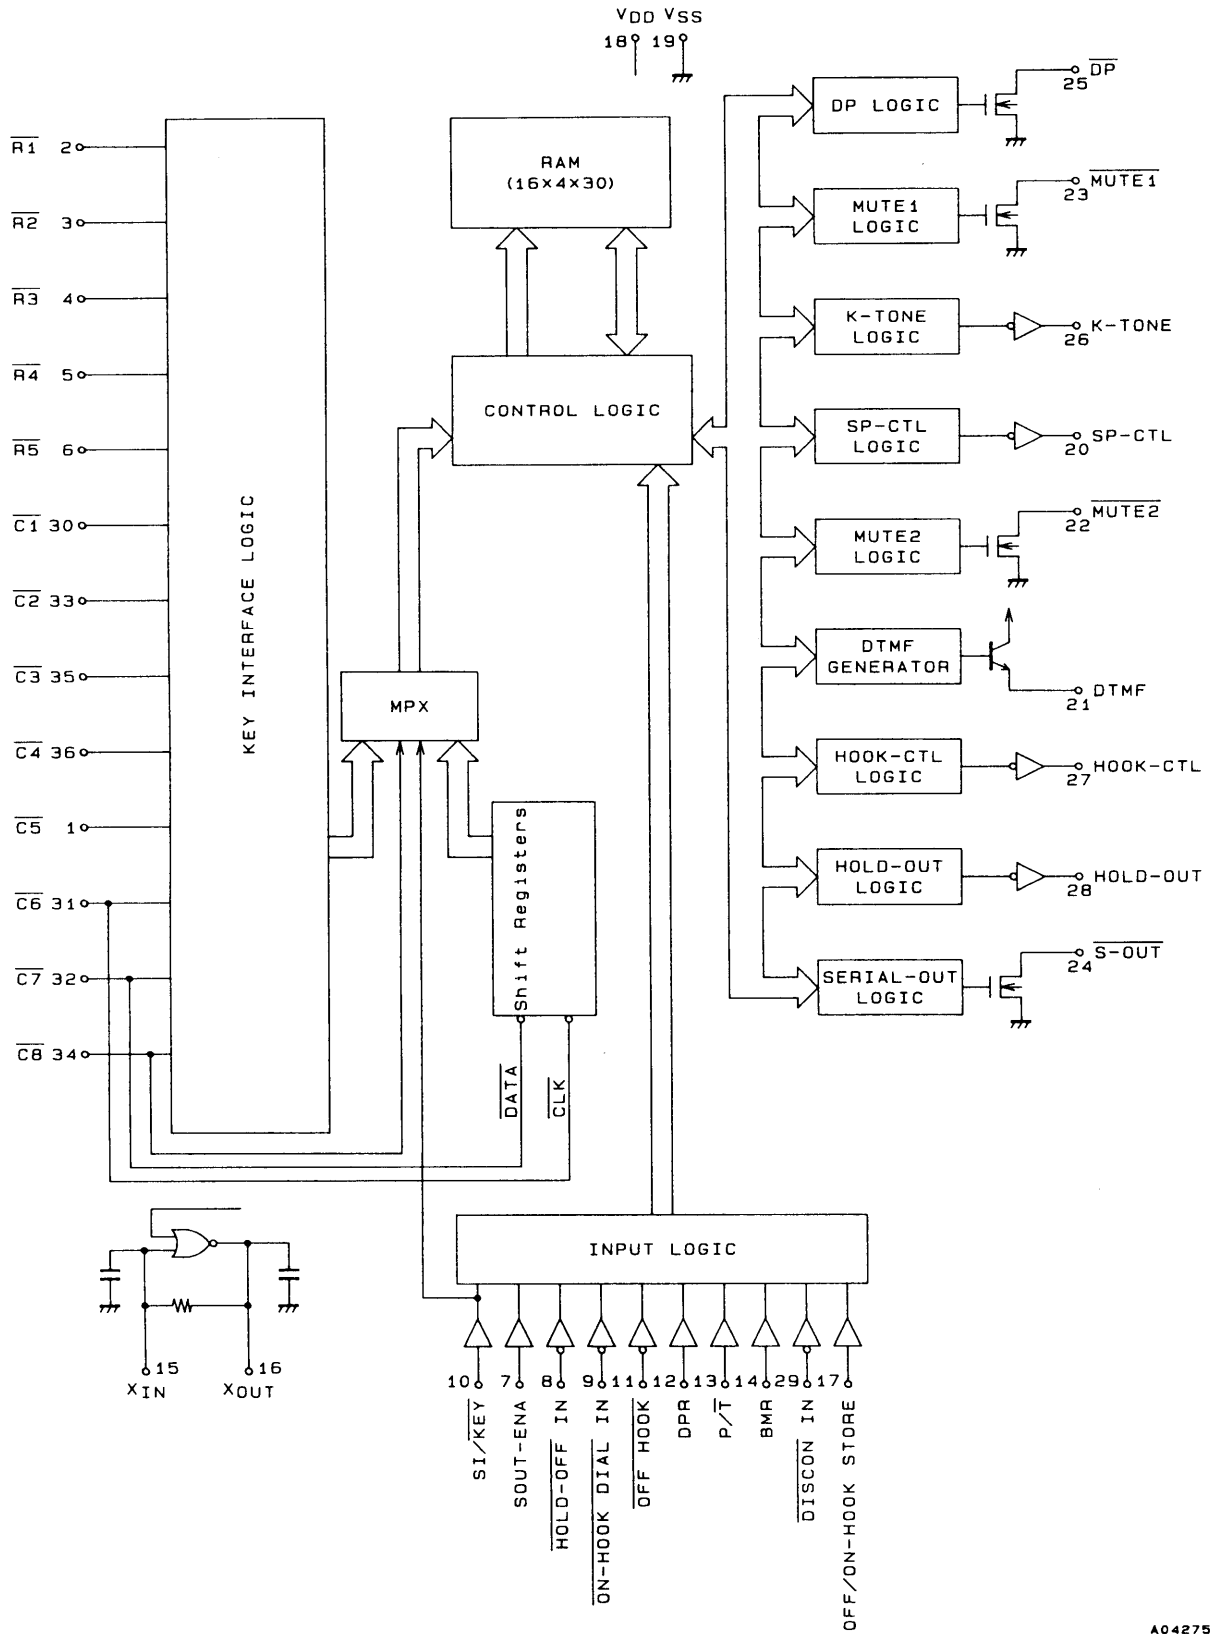 VDD VSS
18 19
R1 2
R2 3
R3 4
R4 5
R5 6
C1 30
C2 33
C3 35
C4 36
C5 1
C6 31
C7 32
C8 34
KEY INTERFACE LOGIC
RAM
(16×4×30)
CONTROL LOGIC
MPX
Shift Registers
DATA
CLK
DP LOGIC
25 DP
MUTE1
LOGIC
23 MUTE1
K-TONE
LOGIC
26 K-TONE
SP-CTL
LOGIC
20 SP-CTL
MUTE2
LOGIC
22 MUTE2
DTMF
GENERATOR
21 DTMF
HOOK-CTL
LOGIC
27 HOOK-CTL
HOLD-OUT
LOGIC
28 HOLD-OUT
SERIAL-OUT
LOGIC
24 S-OUT
15 16
XIN XOUT
INPUT LOGIC
10 7 8 9 11 12 13 14 29 17
SI/KEY
SOUT-ENA
HOLD-OFF IN
ON-HOOK DIAL IN
OFF HOOK
DPR
P/T
BMR
DISCON IN
OFF/ON-HOOK STORE
A04275